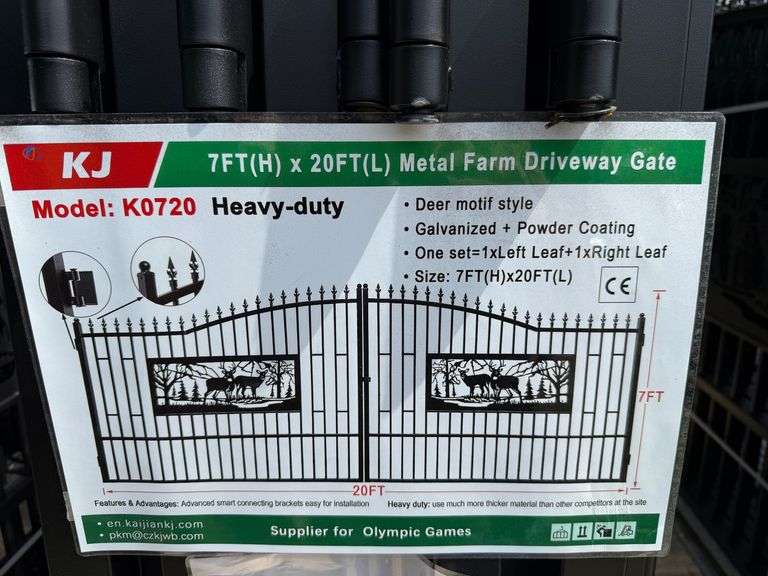 KJ
7FT(H) x 20FT(L) Metal Farm Driveway Gate
Model: K0720 Heavy-duty
• Deer motif style
• Galvanized + Powder Coating
• One set=1xLeft Leaf+1xRight Leaf
• Size: 7FT(H)x20FT(L)
CE
7FT
20FT
Features & Advantages: Advanced smart connecting brackets easy for installation
Heavy duty: use much more thicker material than other competitors at the site
• en.kaijiankj.com
• pkm@czkjwb.com
Supplier for Olympic Games